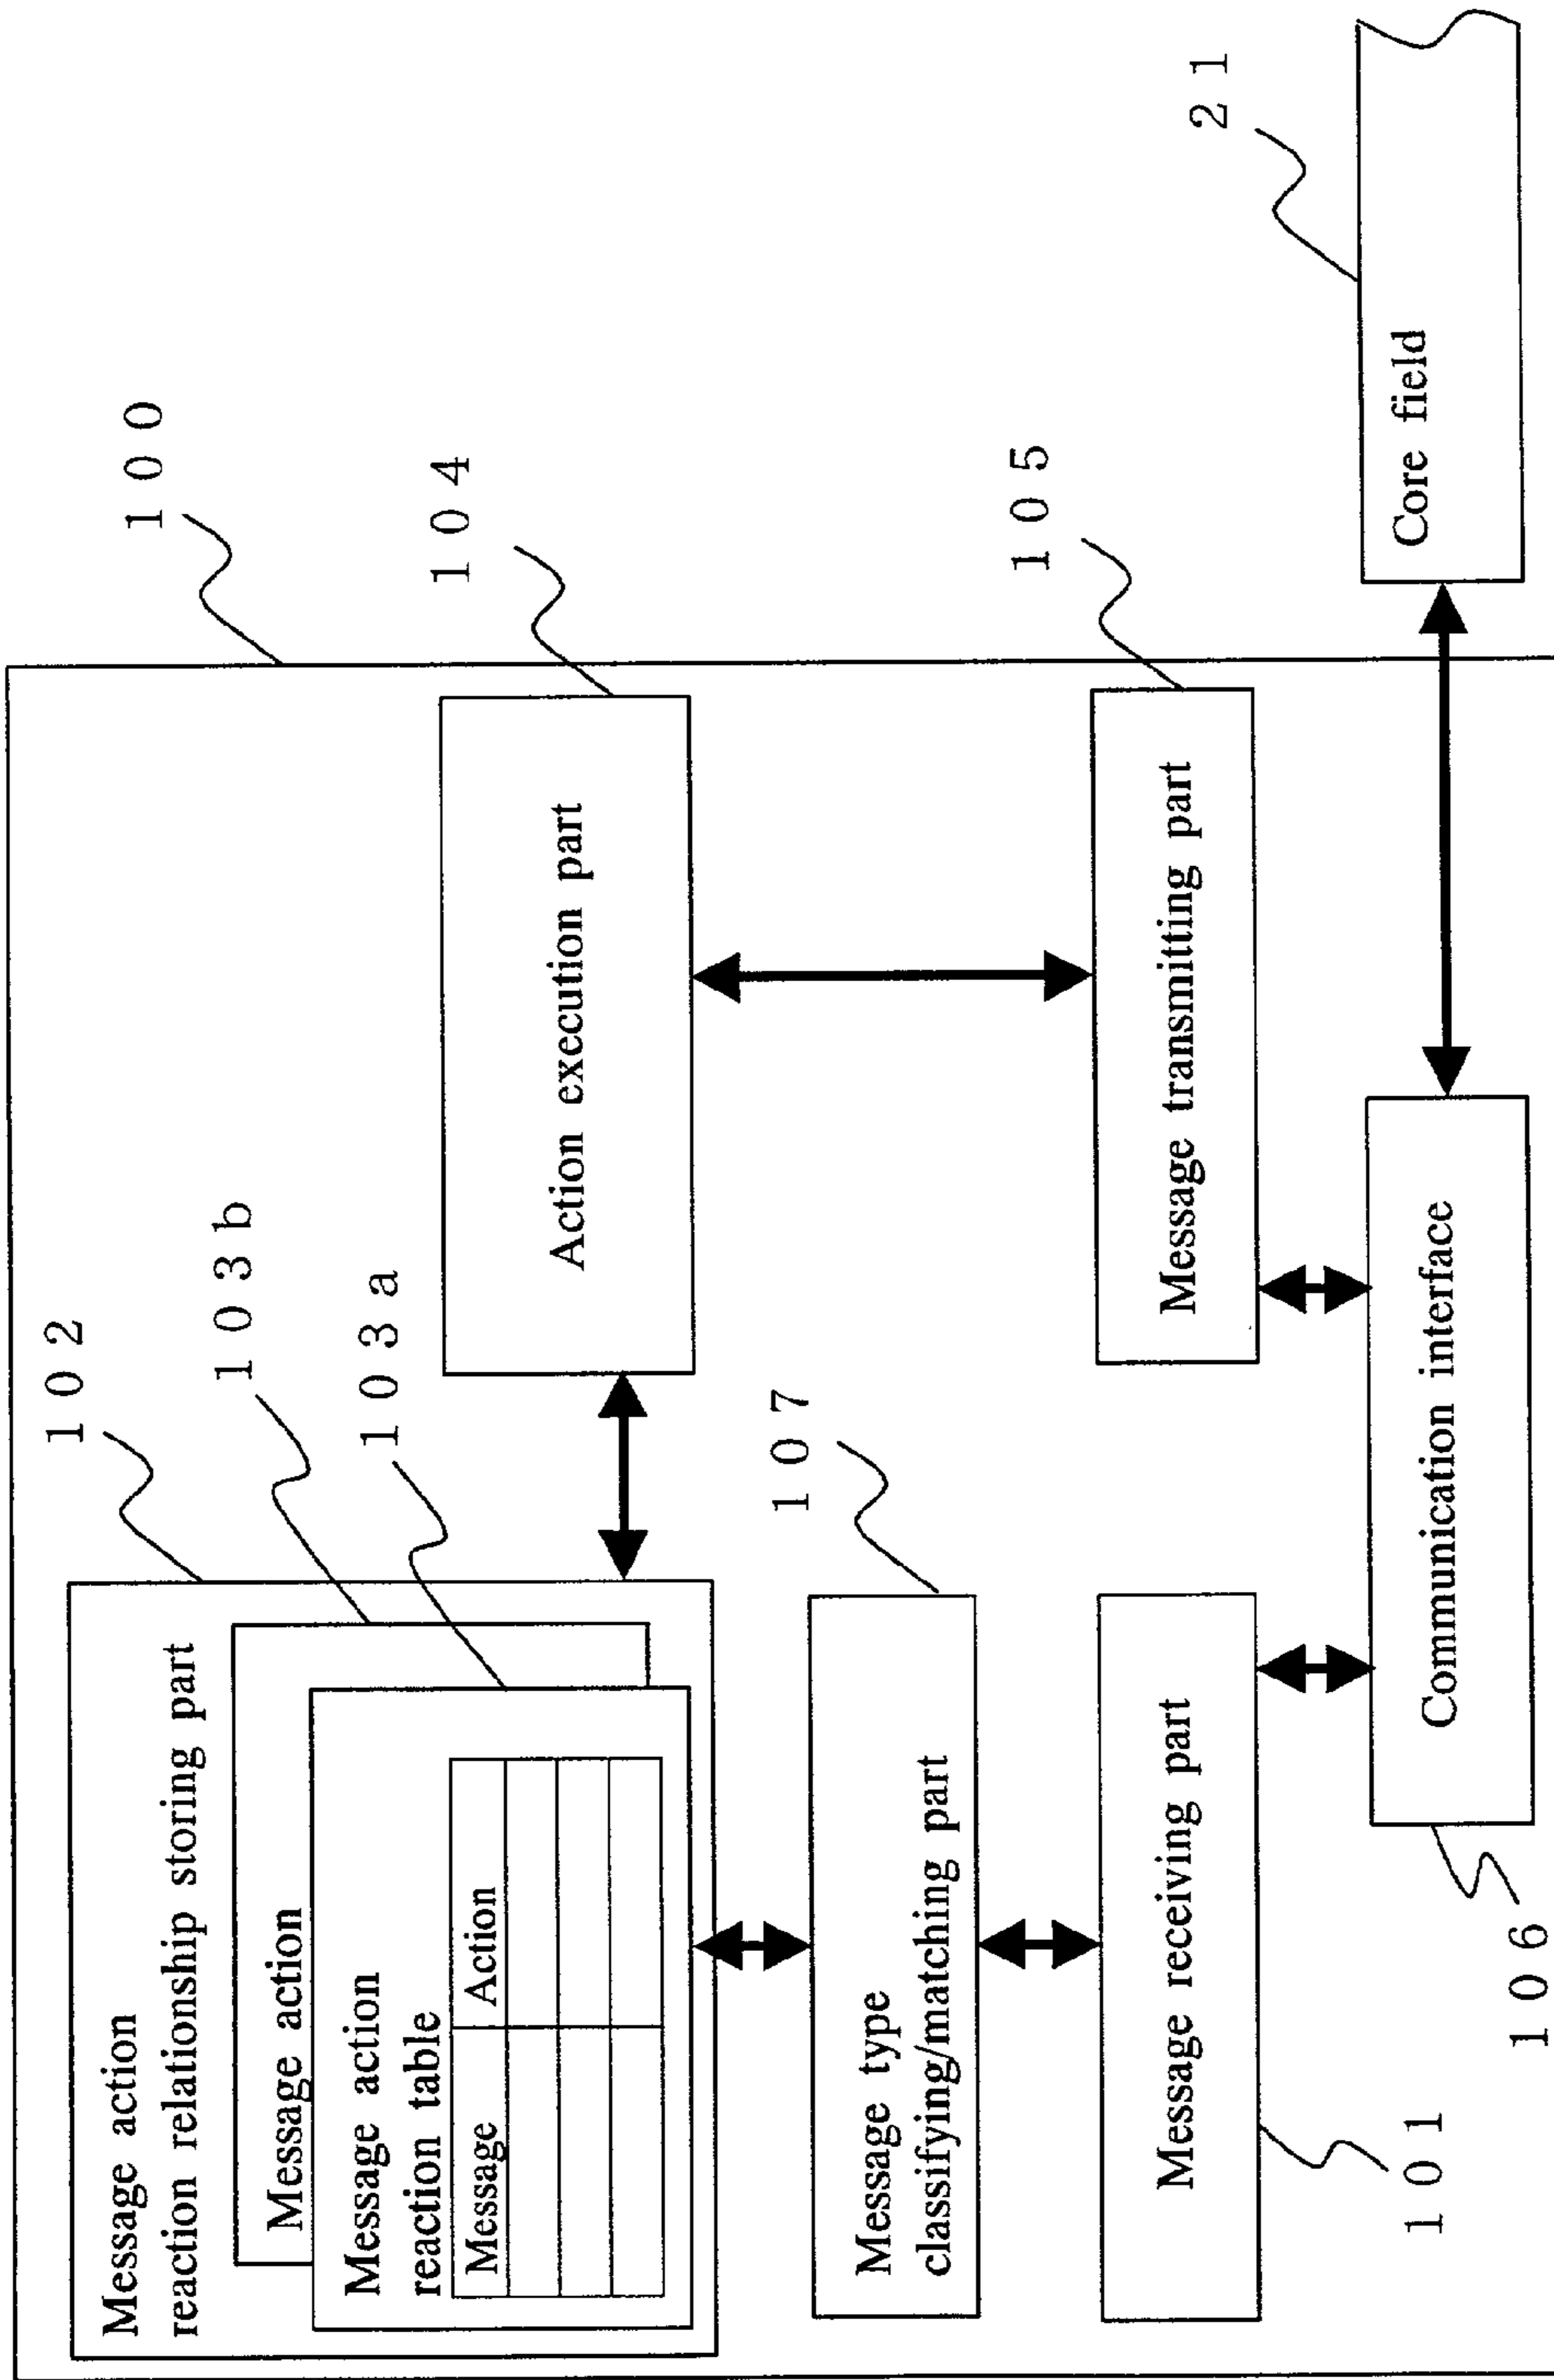 100
102
Message action
reaction relationship storing part
103b
Message action
103a
Message action
reaction table
Message Action
104
Action execution part
107
Message type
classifying/matching part
105
Message transmitting part
Message receiving part
101
Communication interface
106
21
Core field